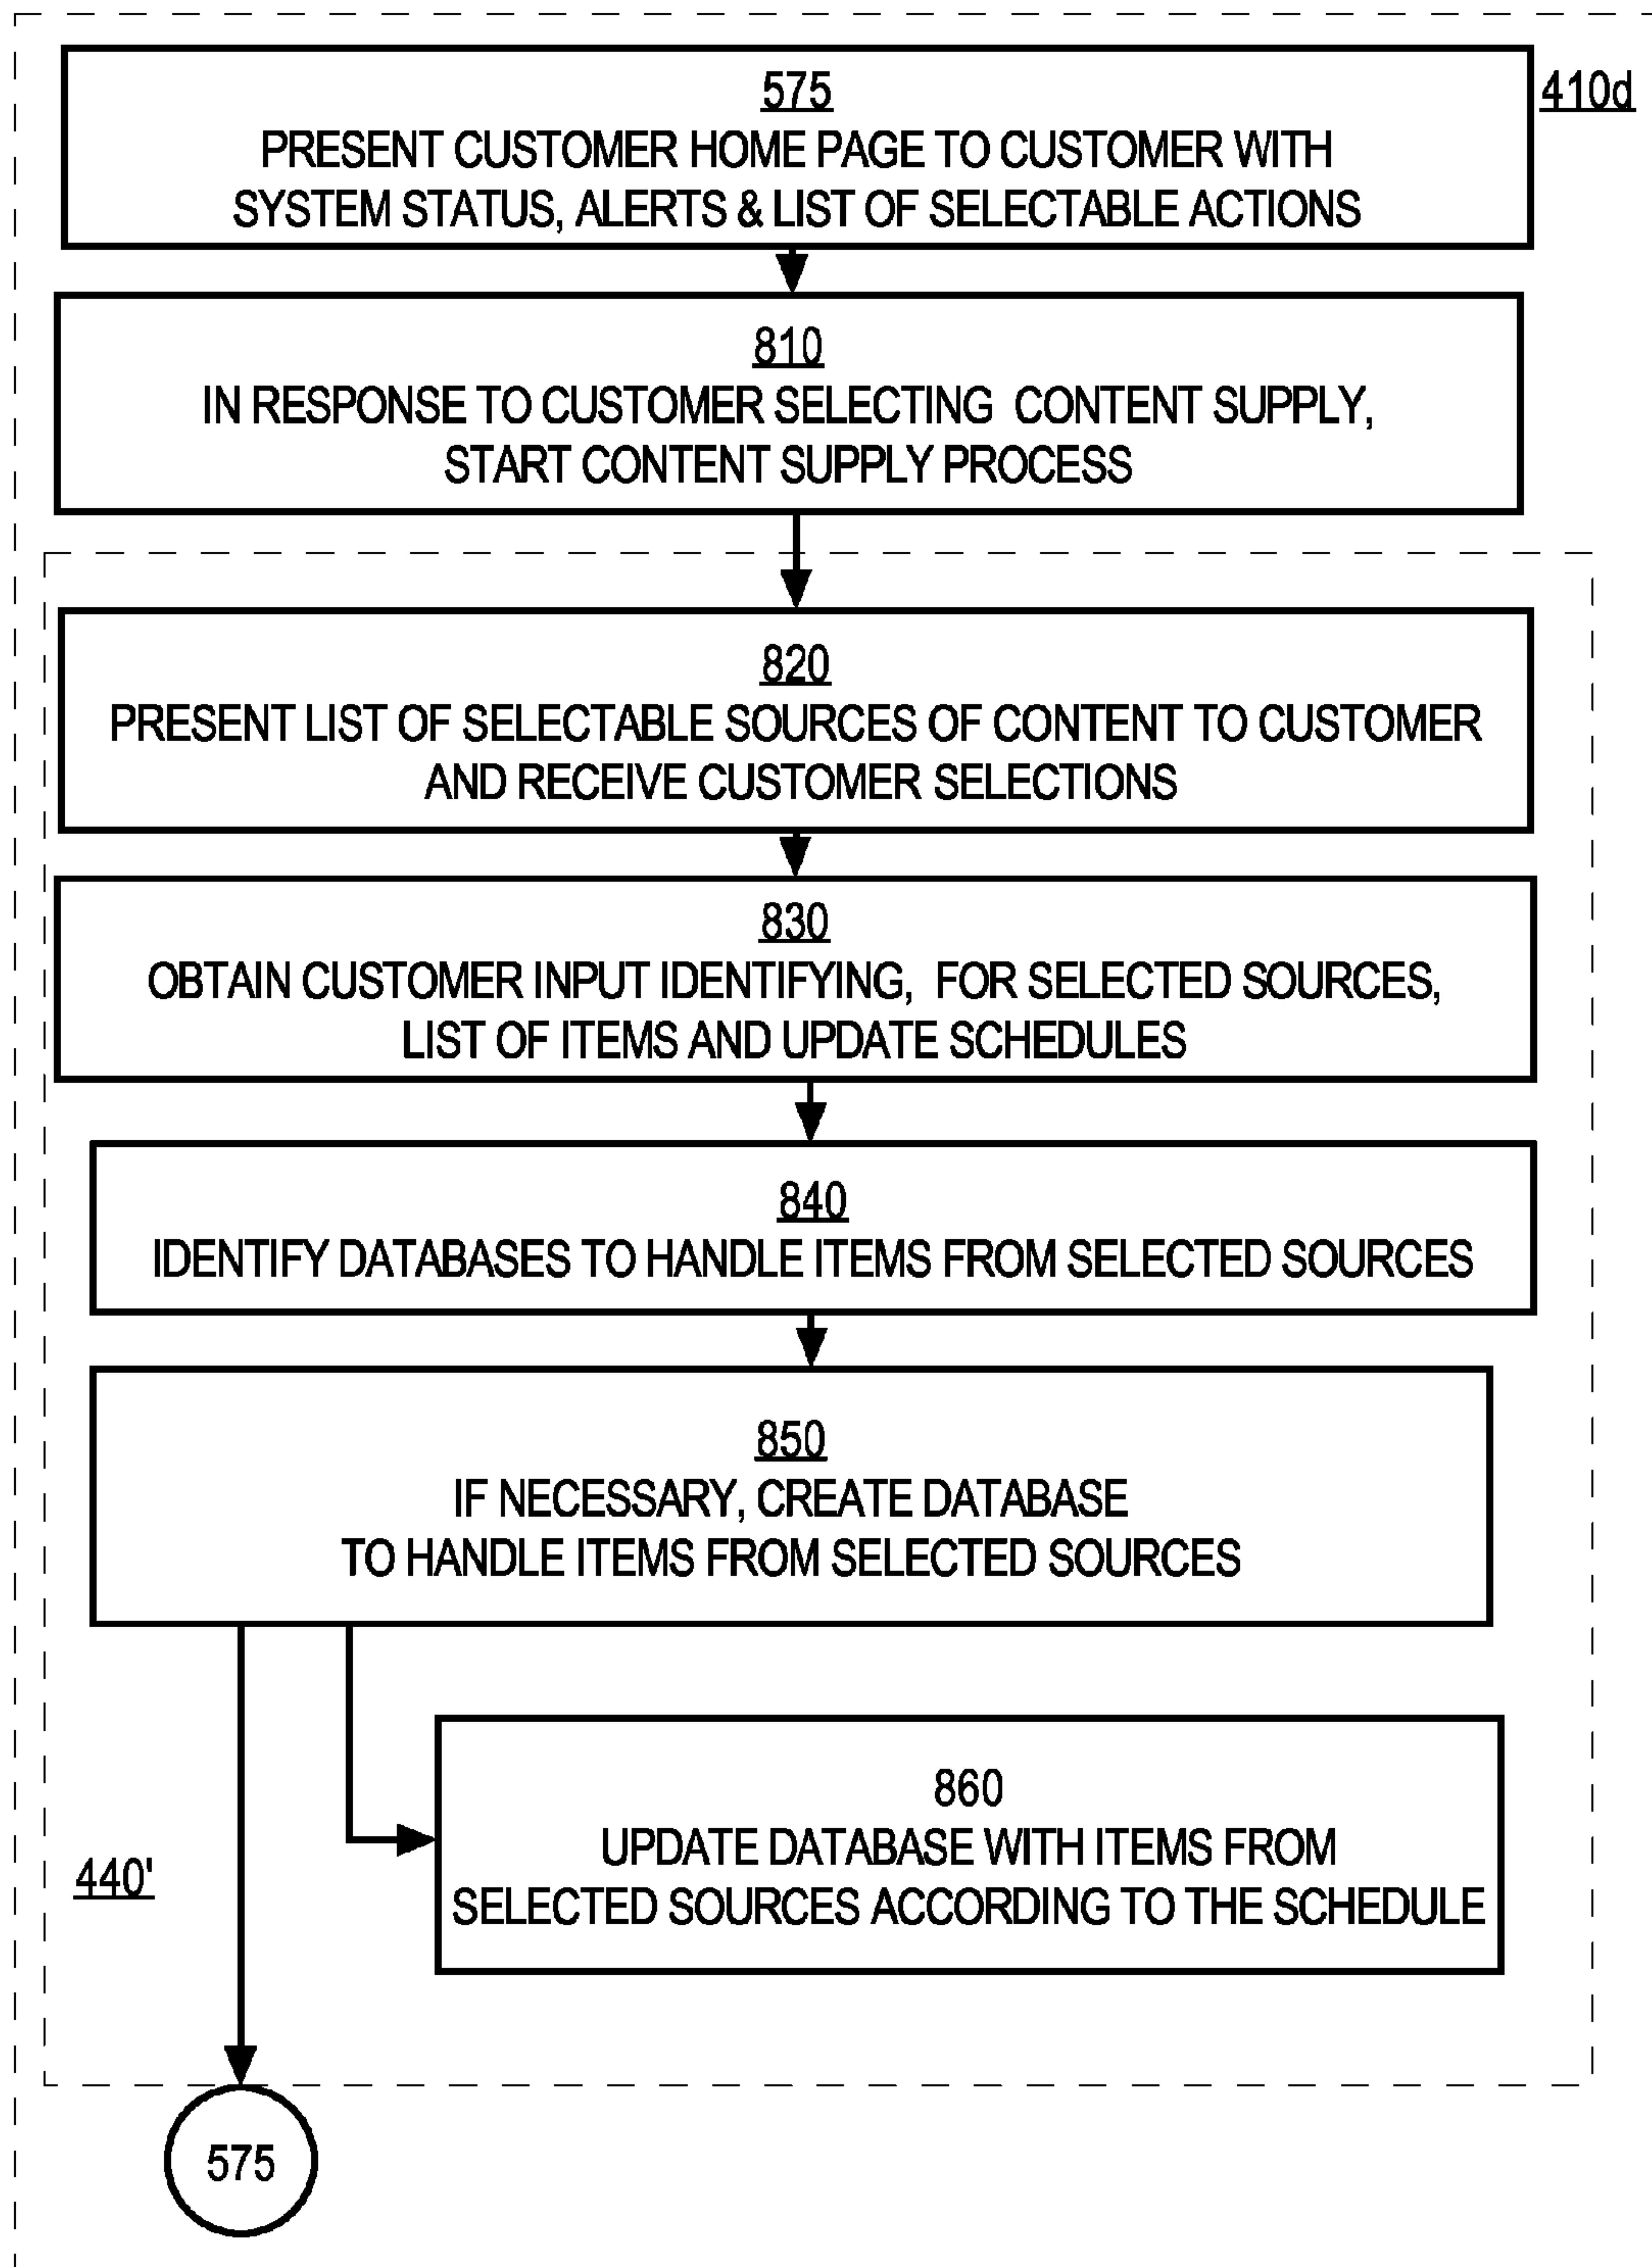 575
410d
PRESENT CUSTOMER HOME PAGE TO CUSTOMER WITH
SYSTEM STATUS, ALERTS & LIST OF SELECTABLE ACTIONS
810
IN RESPONSE TO CUSTOMER SELECTING CONTENT SUPPLY,
START CONTENT SUPPLY PROCESS
820
PRESENT LIST OF SELECTABLE SOURCES OF CONTENT TO CUSTOMER
AND RECEIVE CUSTOMER SELECTIONS
830
OBTAIN CUSTOMER INPUT IDENTIFYING, FOR SELECTED SOURCES,
LIST OF ITEMS AND UPDATE SCHEDULES
840
IDENTIFY DATABASES TO HANDLE ITEMS FROM SELECTED SOURCES
850
IF NECESSARY, CREATE DATABASE
TO HANDLE ITEMS FROM SELECTED SOURCES
860
UPDATE DATABASE WITH ITEMS FROM
SELECTED SOURCES ACCORDING TO THE SCHEDULE
440'
575